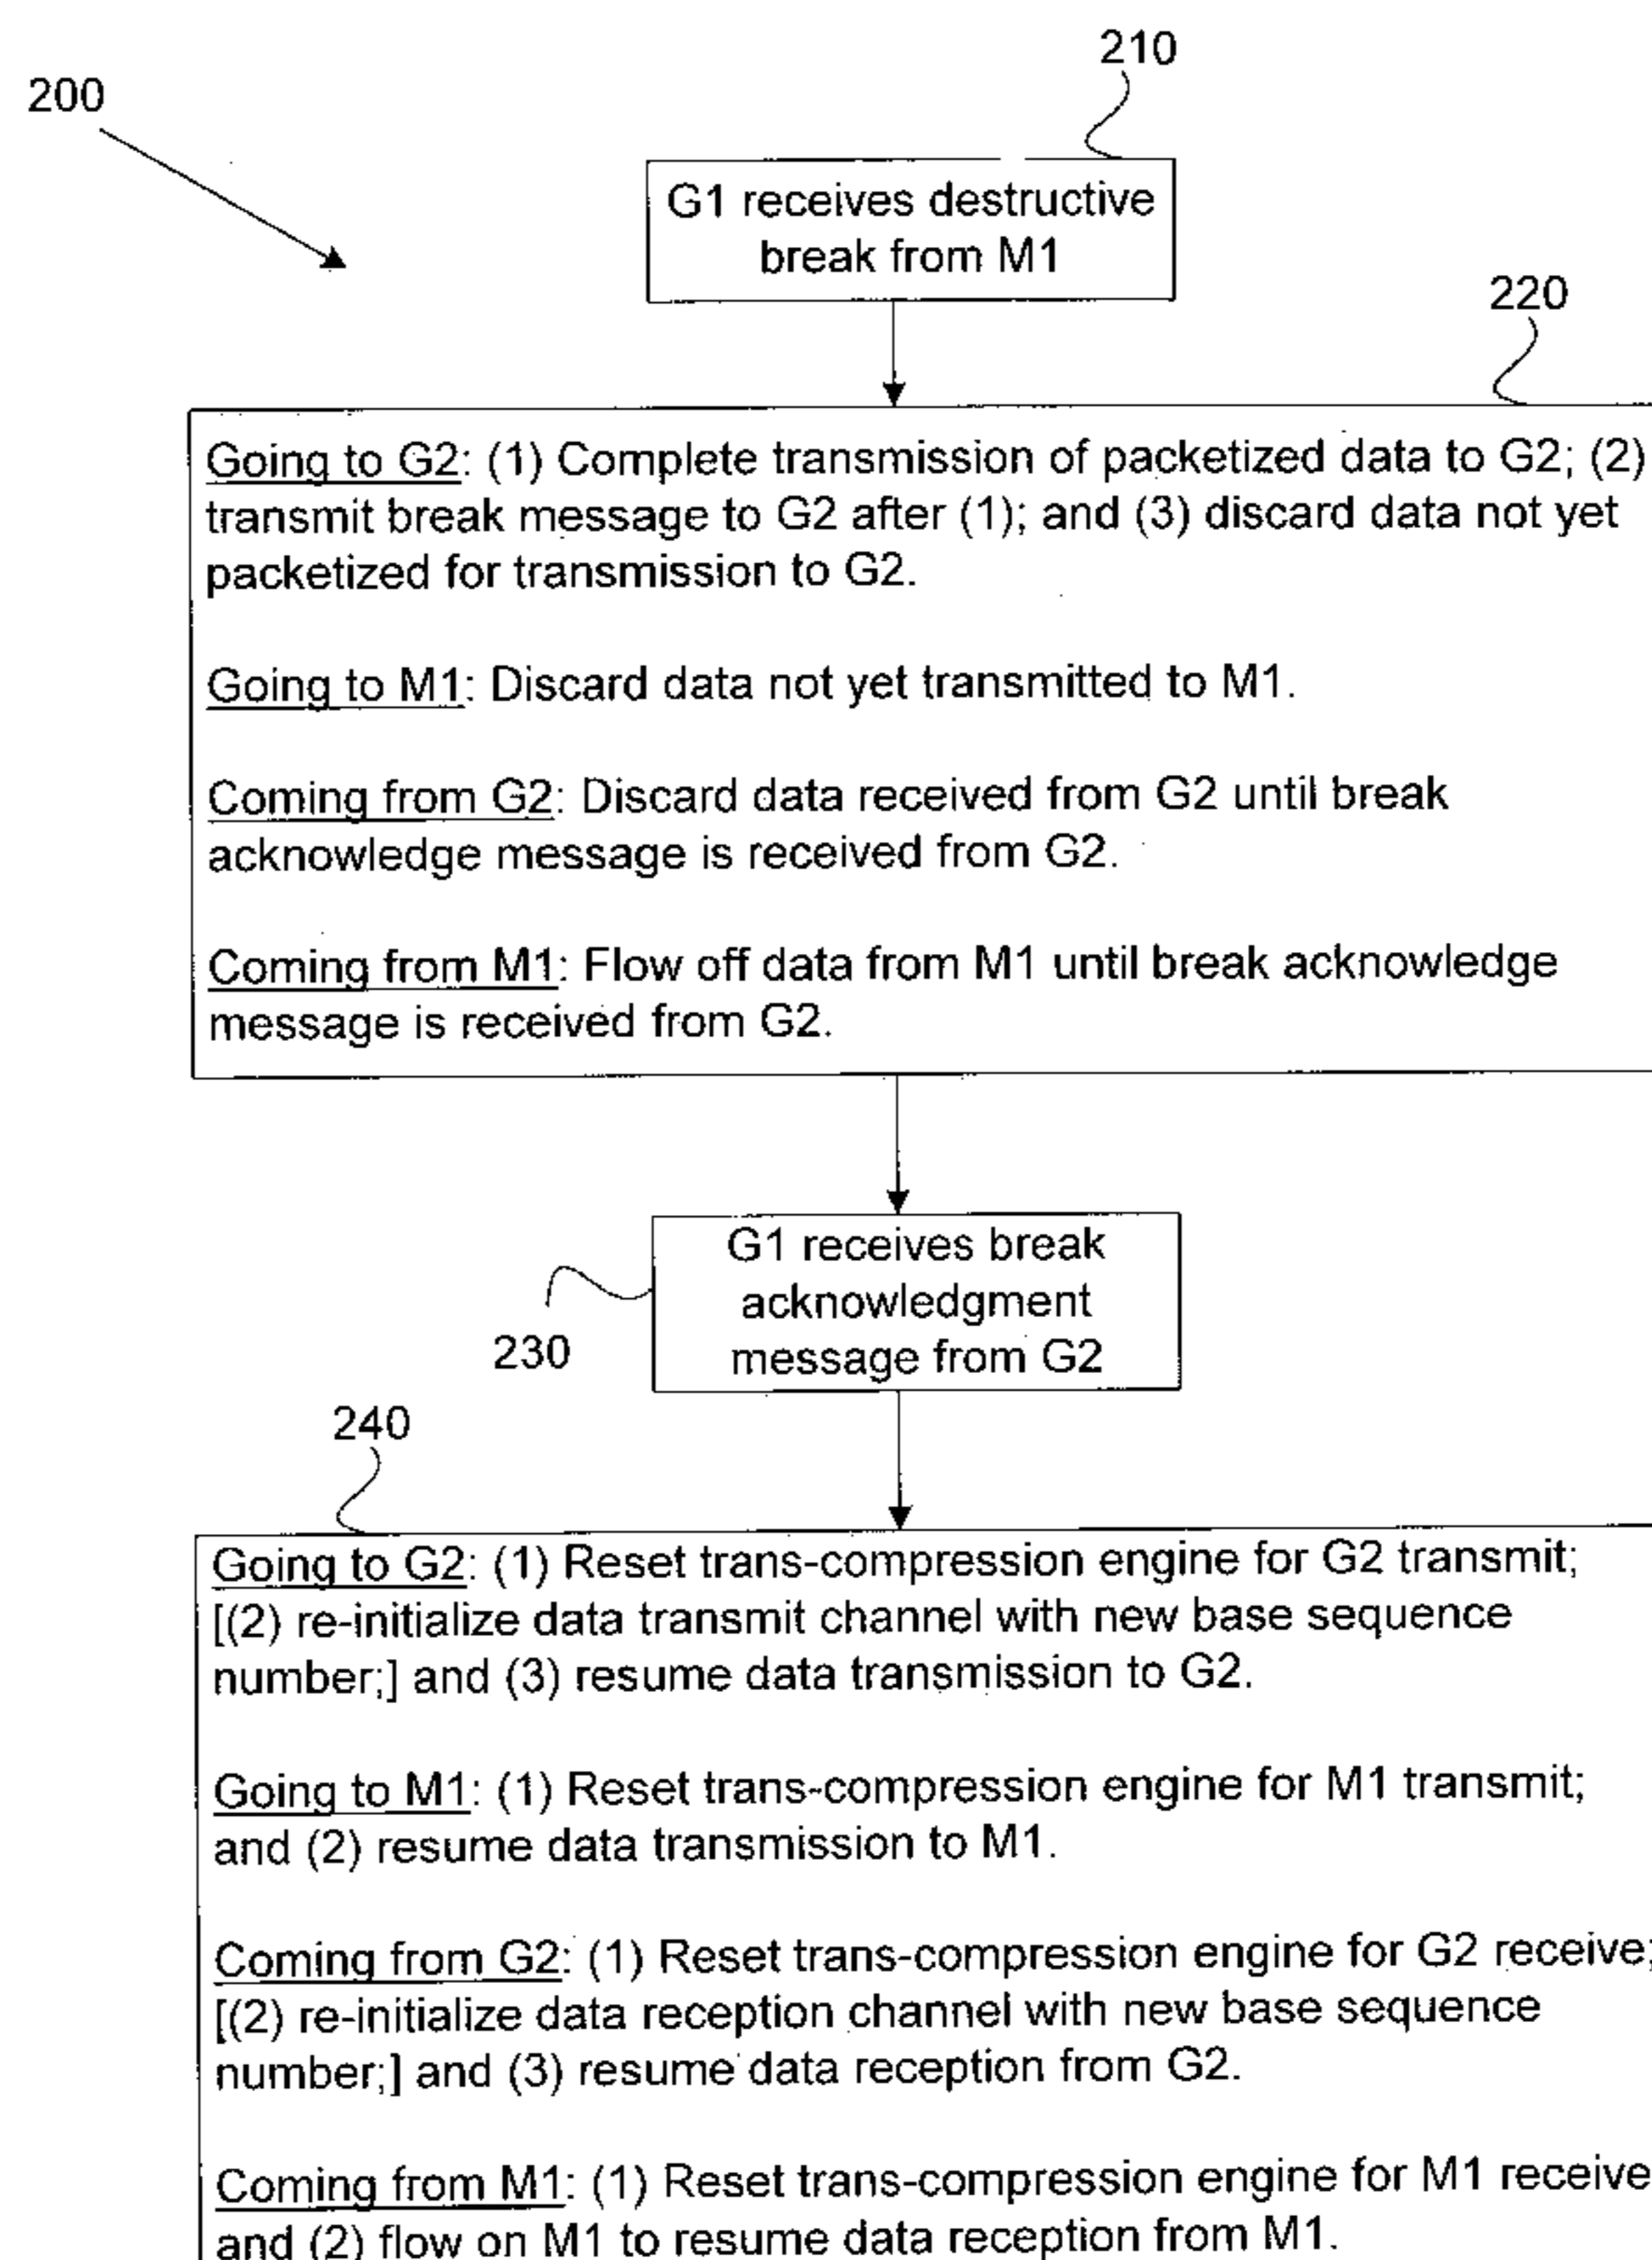 210
200
G1 receives destructive
break from M1
220
Going to G2: (1) Complete transmission of packetized data to G2; (2)
transmit break message to G2 after (1); and (3) discard data not yet
packetized for transmission to G2.
Going to M1: Discard data not yet transmitted to M1.
Coming from G2: Discard data received from G2 until break
acknowledge message is received from G2.
Coming from M1: Flow off data from M1 until break acknowledge
message is received from G2.
G1 receives break
acknowledgment
message from G2
230
240
Going to G2: (1) Reset trans-compression engine for G2 transmit;
[(2) re-initialize data transmit channel with new base sequence
number;] and (3) resume data transmission to G2.
Going to M1: (1) Reset trans-compression engine for M1 transmit;
and (2) resume data transmission to M1.
Coming from G2: (1) Reset trans-compression engine for G2 receive;
[(2) re-initialize data reception channel with new base sequence
number;] and (3) resume data reception from G2.
Coming from M1: (1) Reset trans-compression engine for M1 receive
and (2) flow on M1 to resume data reception from M1.